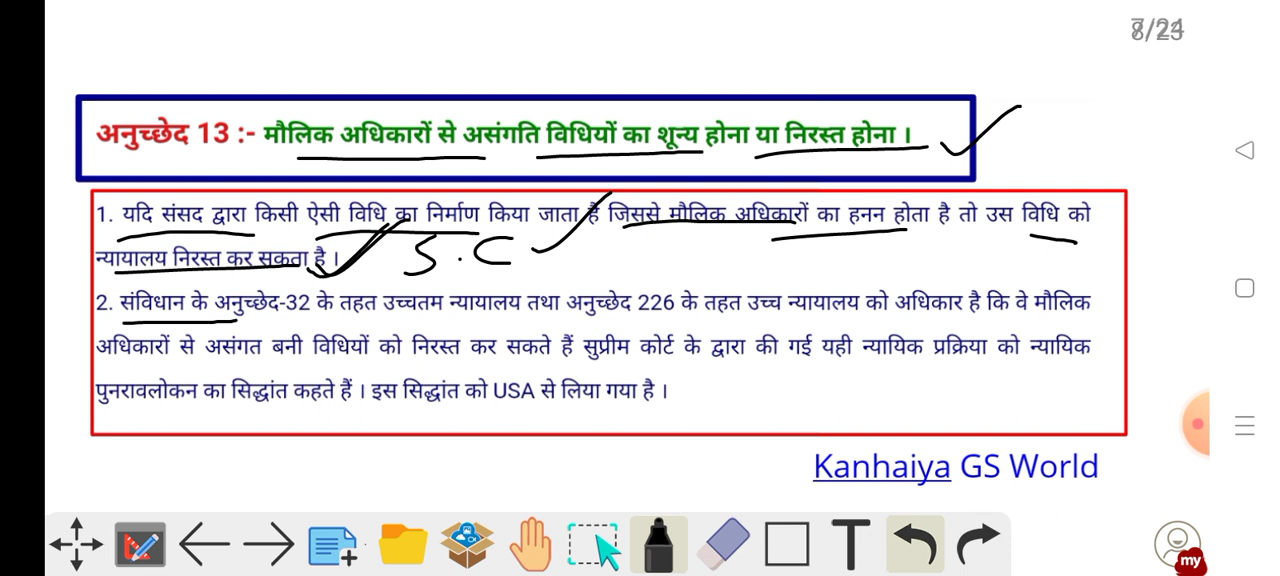 अनुच्छेद 13 :- मौलिक अधिकारों से असंगति विधियों का शून्य होना या निरस्त होना ।
1. यदि संसद द्वारा किसी ऐसी विधि का निर्माण किया जाता है जिससे मौलिक अधिकारों का हनन होता है तो उस विधि को
न्यायालय निरस्त कर सकता है ।
S.C
2. संविधान के अनुच्छेद-32 के तहत उच्चतम न्यायालय तथा अनुच्छेद 226 के तहत उच्च न्यायालय को अधिकार है कि वे मौलिक
अधिकारों से असंगत बनी विधियों को निरस्त कर सकते हैं सुप्रीम कोर्ट के द्वारा की गई यही न्यायिक प्रक्रिया को न्यायिक
पुनरावलोकन का सिद्धांत कहते हैं । इस सिद्धांत को USA से लिया गया है ।
Kanhaiya GS World
T
my